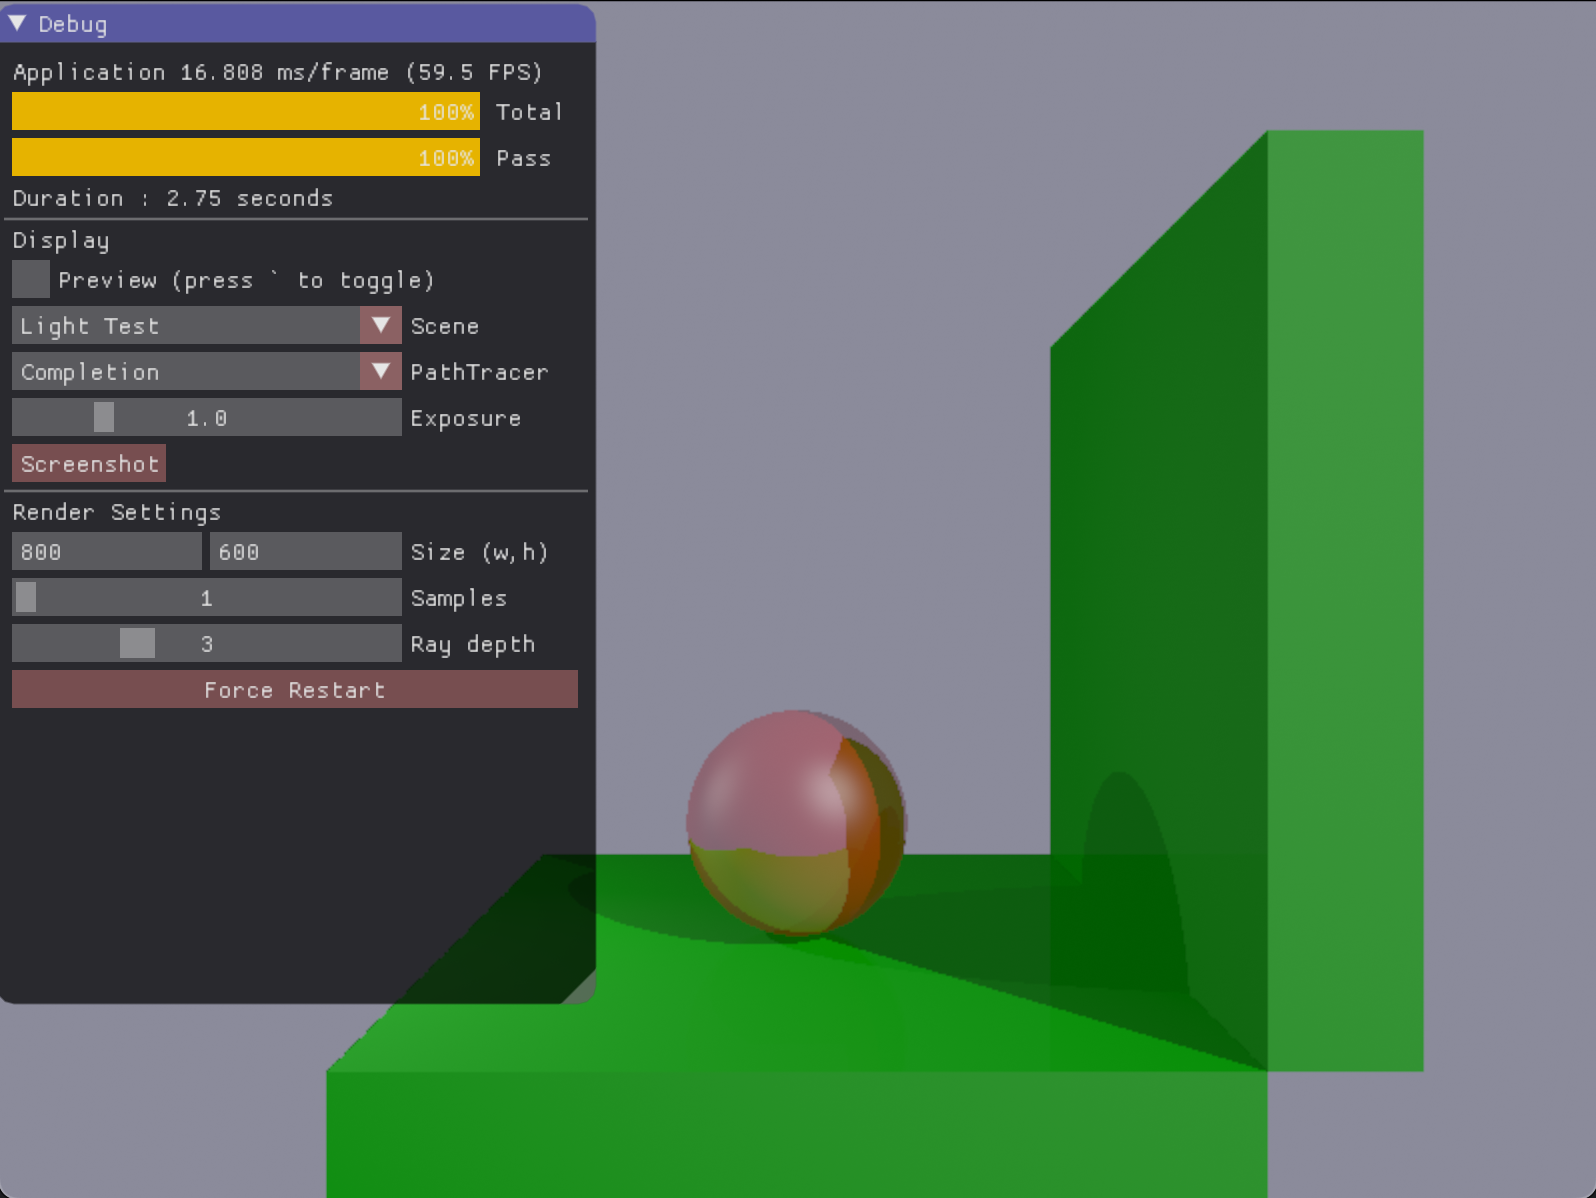 Debug
Application 16.808 ms/frame (59.5 FPS)
100% Total
100% Pass
Duration : 2.75 seconds
Display
Preview (press ` to toggle)
Light Test Scene
Completion PathTracer
1.0 Exposure
Screenshot
Render Settings
800 600 Size (w,h)
1 Samples
3 Ray depth
Force Restart